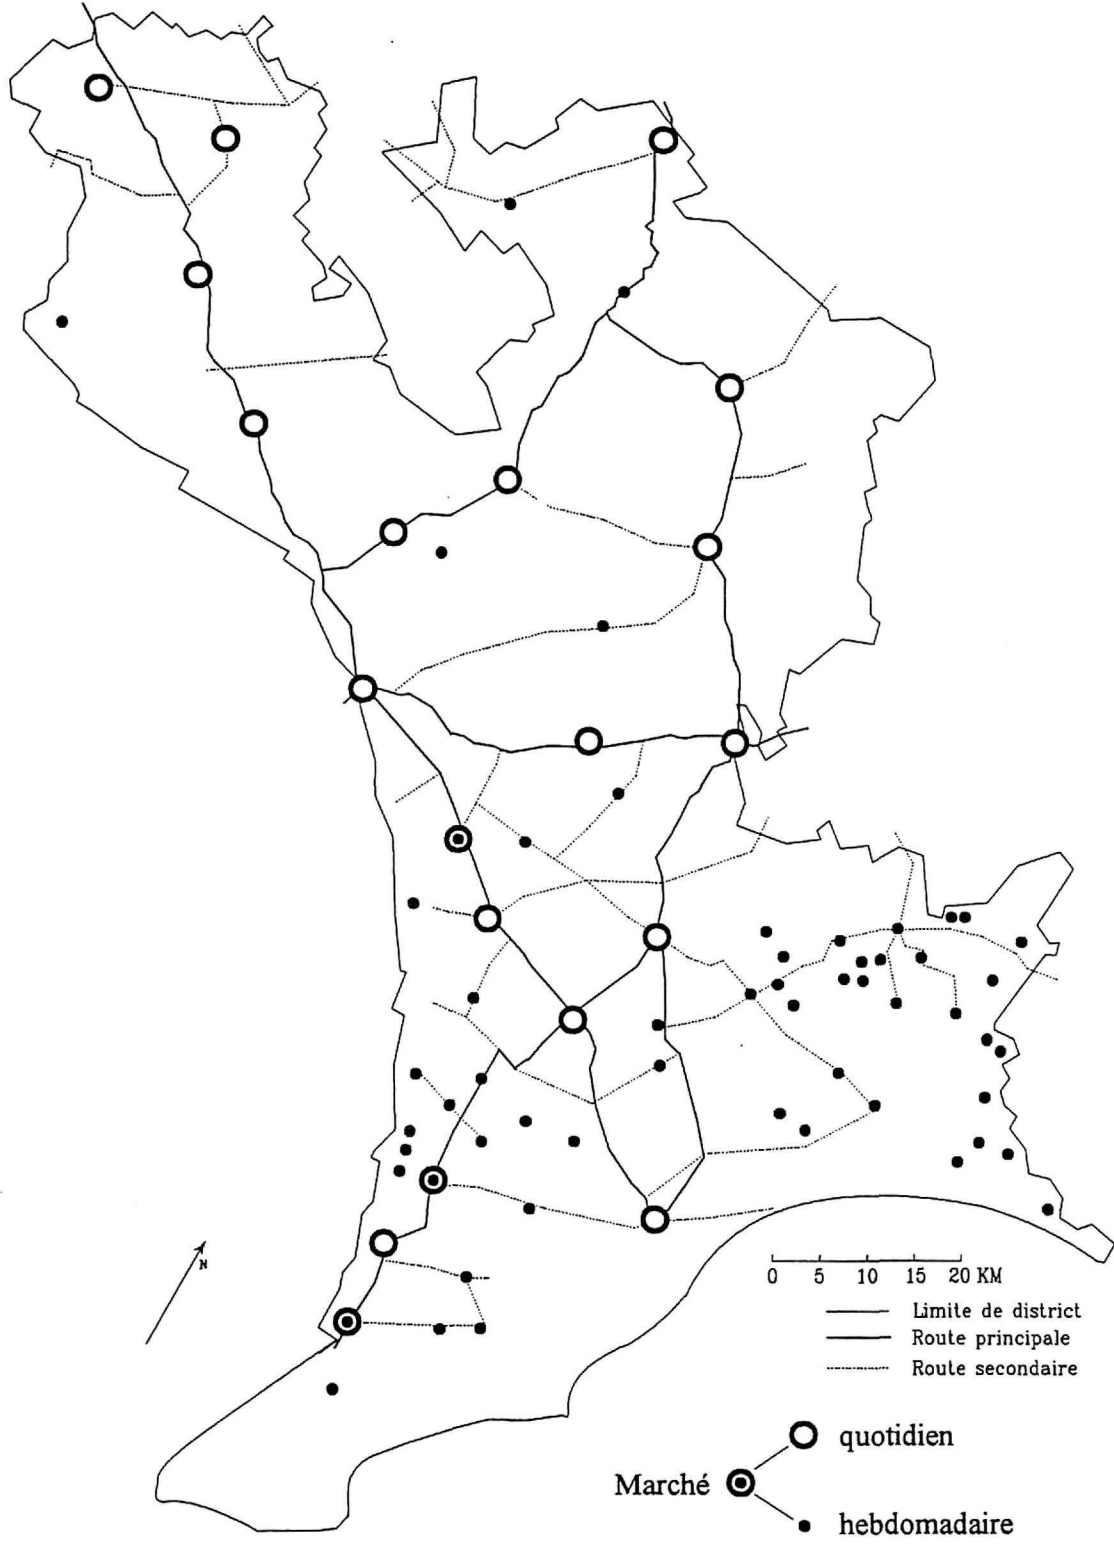 N
0 5 10 15 20 KM
Limite de district
Route principale
Route secondaire
quotidien
Marché
hebdomadaire